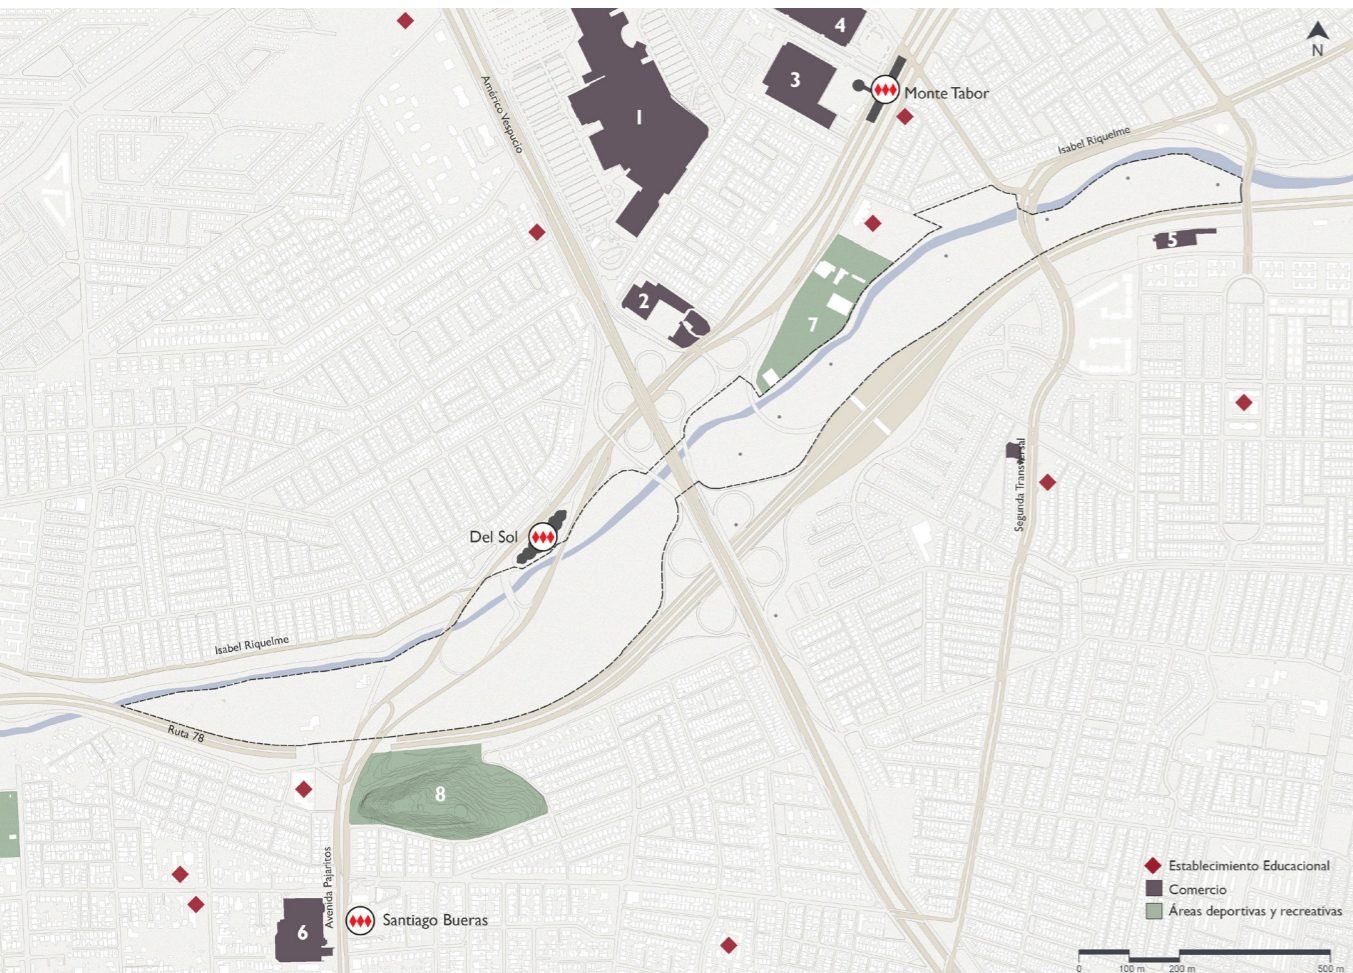 4
N
3
Monte Tabor
Américo Vespucio
1
Isabel Riquelme
5
2
7
Segunda Transversal
Del Sol
Isabel Riquelme
Ruta 78
8
Establecimiento Educacional
Comercio
Áreas deportivas y recreativas
Avenida Pajaritos
Santiago Bueras
6
0 100 m 200 m 500 m